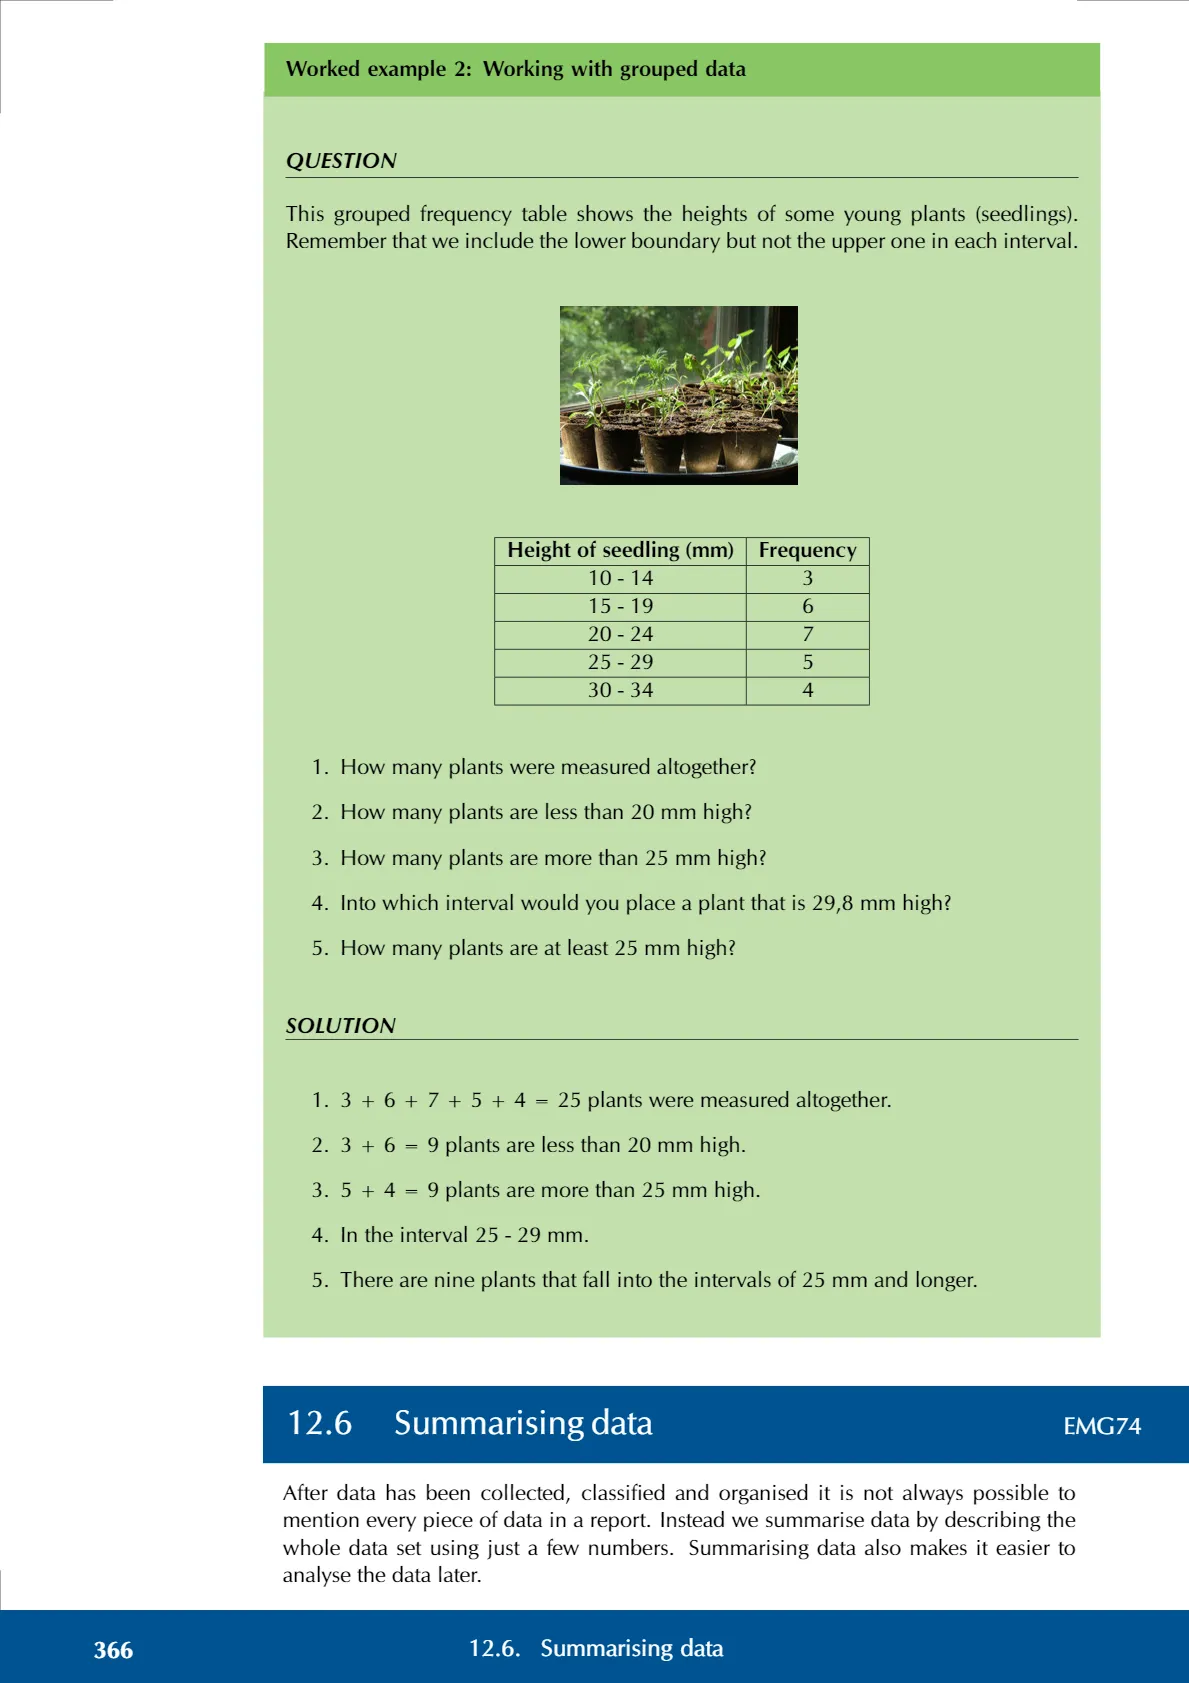 Worked example 2: Working with grouped data
QUESTION
This grouped frequency table shows the heights of some young plants (seedlings).
Remember that we include the lower boundary but not the upper one in each interval.
Height of seedling (mm) Frequency
10 - 14 3
15 - 19 6
20 - 24 7
25 - 29 5
30 - 34 4
1. How many plants were measured altogether?
2. How many plants are less than 20 mm high?
3. How many plants are more than 25 mm high?
4. Into which interval would you place a plant that is 29,8 mm high?
5. How many plants are at least 25 mm high?
SOLUTION
1. 3 + 6 + 7 + 5 + 4 = 25 plants were measured altogether.
2. 3 + 6 = 9 plants are less than 20 mm high.
3. 5 + 4 = 9 plants are more than 25 mm high.
4. In the interval 25 - 29 mm.
5. There are nine plants that fall into the intervals of 25 mm and longer.
12.6 Summarising data EMG74
After data has been collected, classified and organised it is not always possible to
mention every piece of data in a report. Instead we summarise data by describing the
whole data set using just a few numbers. Summarising data also makes it easier to
analyse the data later.
366 12.6. Summarising data